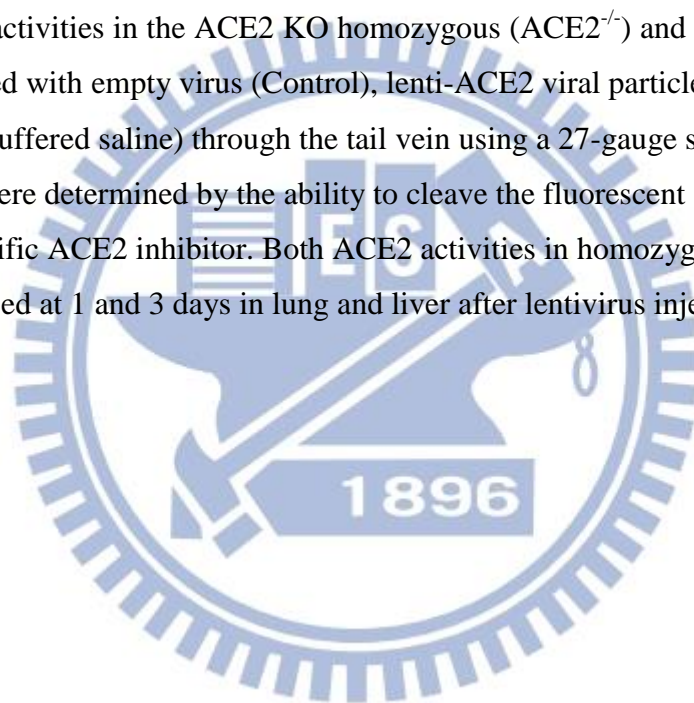 activities in the ACE2 KO homozygous (ACE2-/-) and
ed with empty virus (Control), lenti-ACE2 viral particle
uffered saline) through the tail vein using a 27-gauge s
ere determined by the ability to cleave the fluorescent
ific ACE2 inhibitor. Both ACE2 activities in homozyg
ed at 1 and 3 days in lung and liver after lentivirus inje
ES
1896